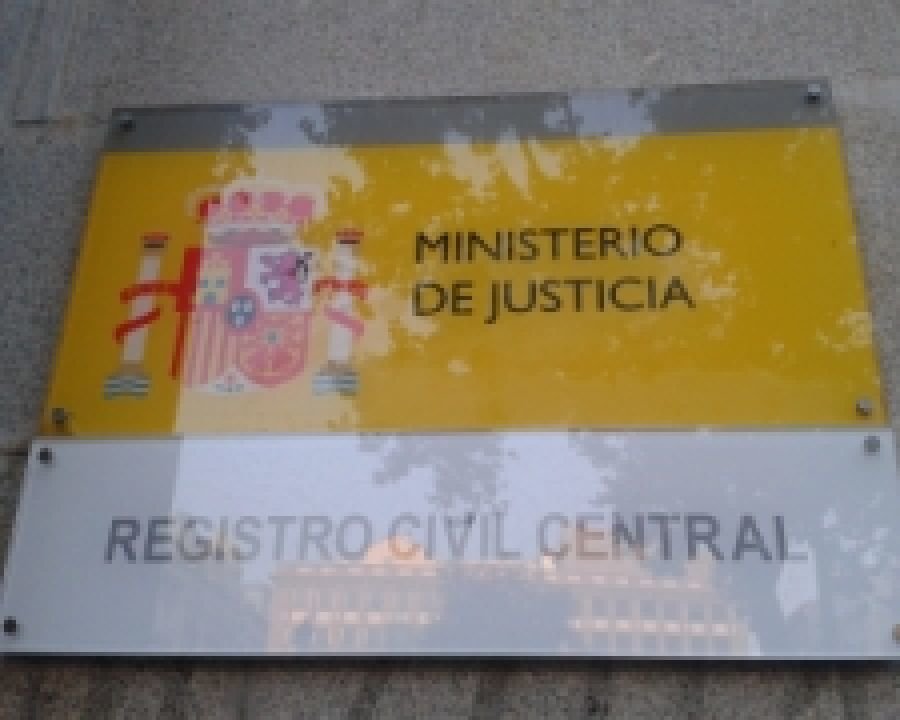 MINISTERIO
DE JUSTICIA
REGISTRO CIVIL CENTRAL